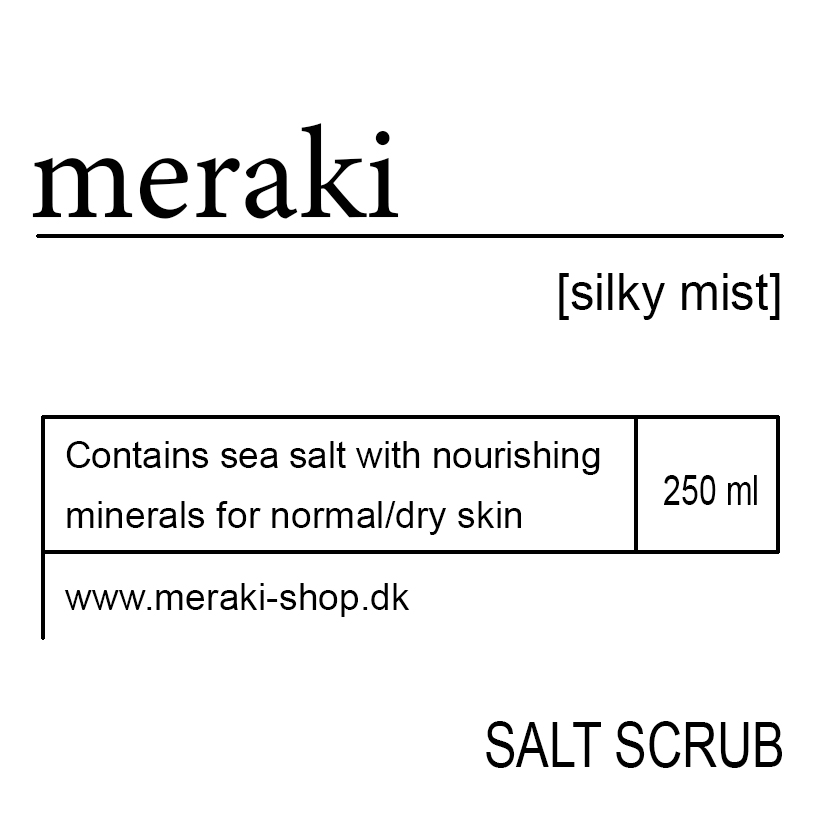 meraki
[silky mist]
Contains sea salt with nourishing
minerals for normal/dry skin
250 ml
www.meraki-shop.dk
SALT SCRUB